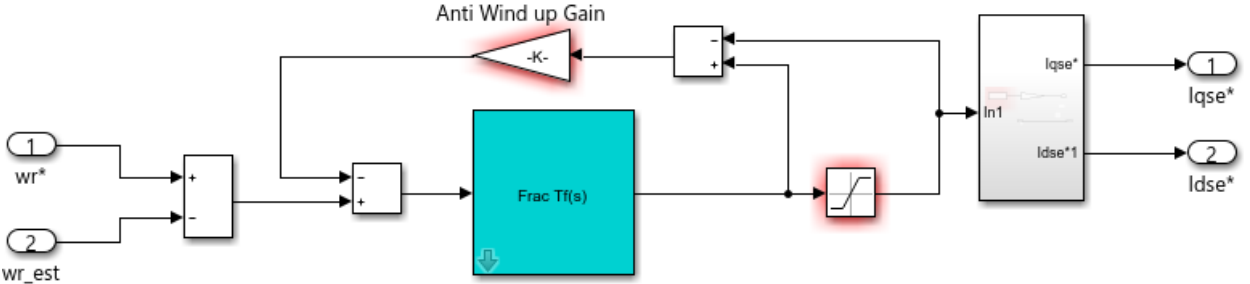 Anti Wind up Gain
-K-
−
+
Iqse*
1
Iqse*
In1
1
wr*
+
−
−
+
Frac Tf(s)
Idse*1
2
Idse*
2
wr_est